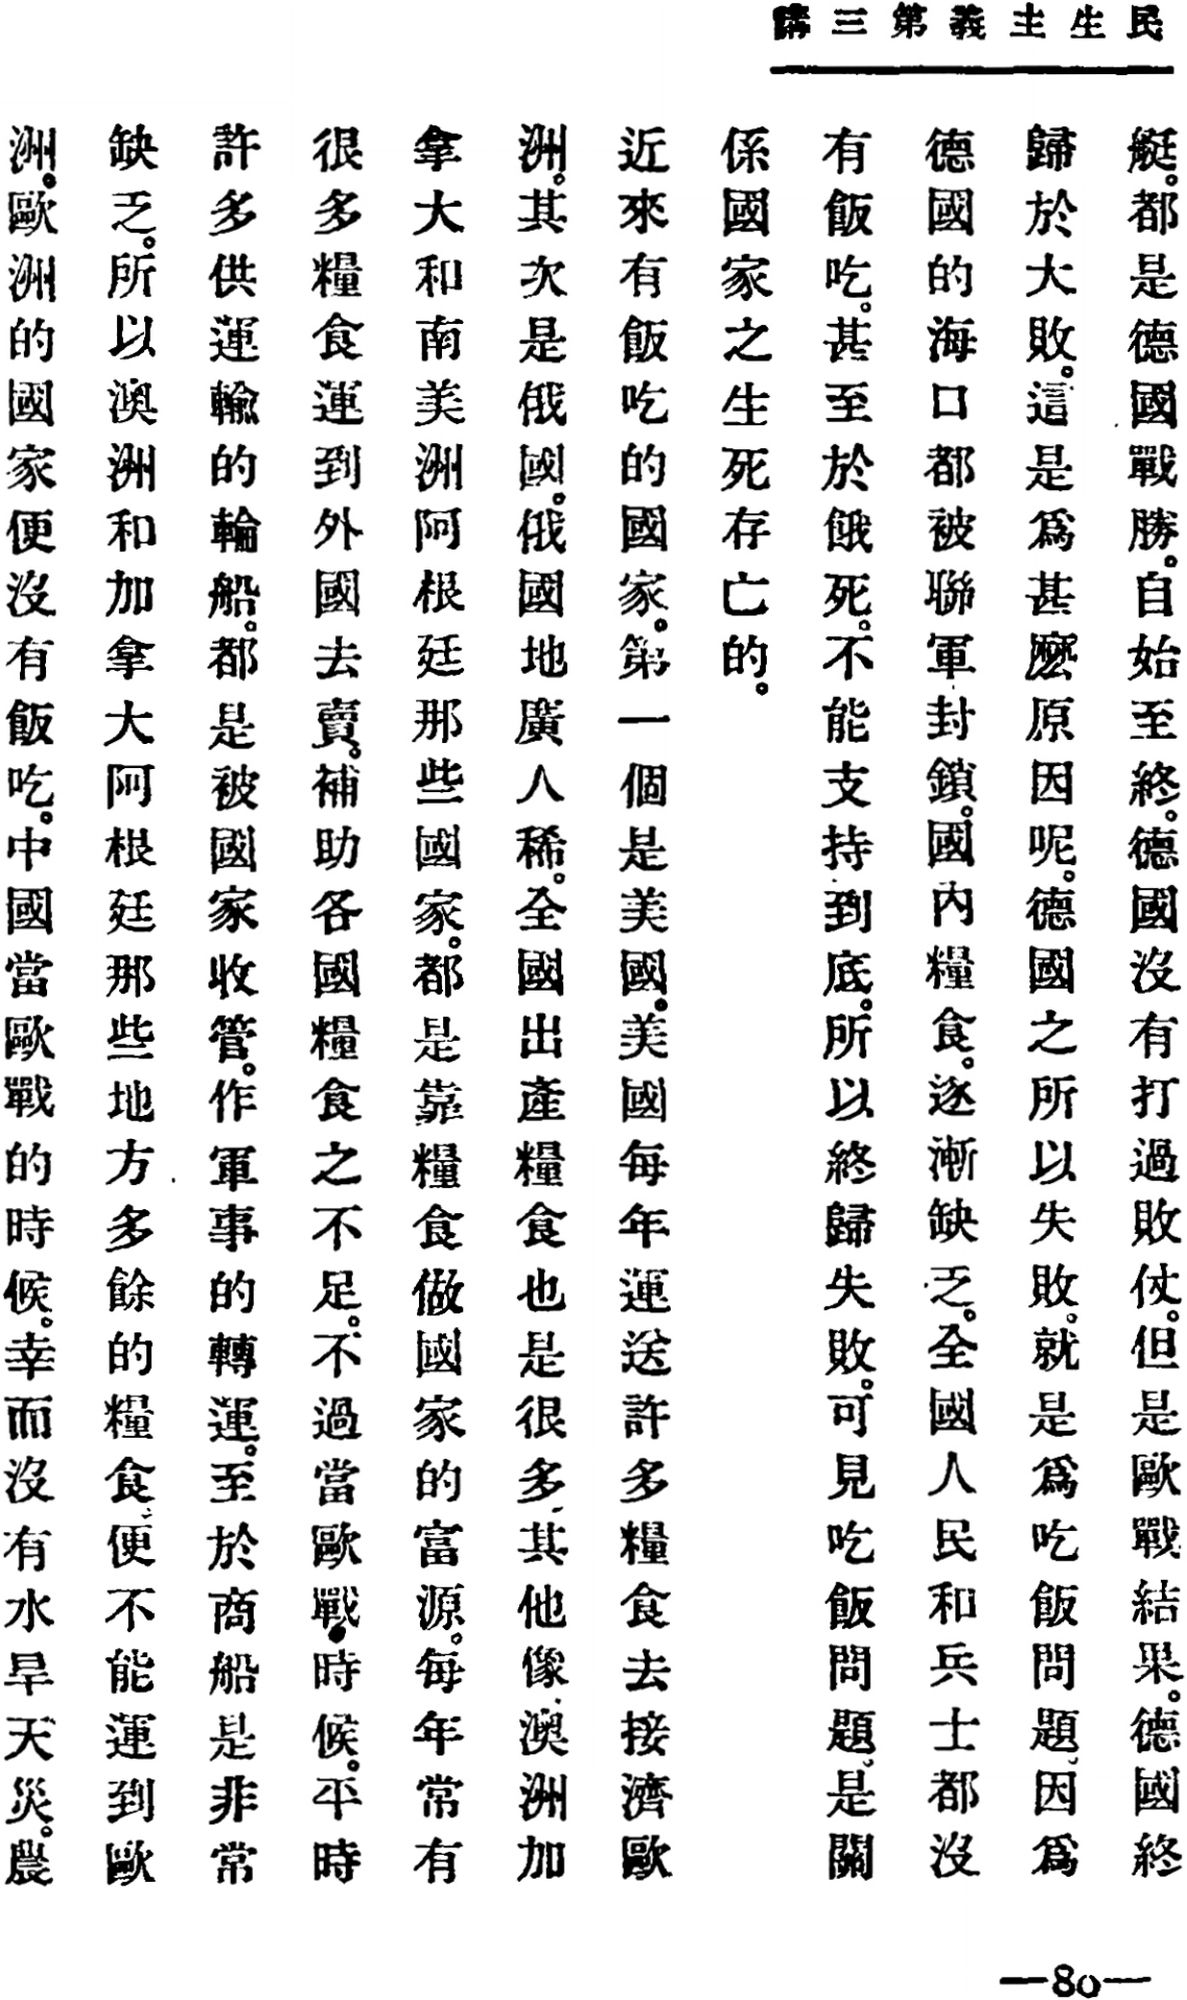 民生主義第三講
艇。都是德國戰勝。自始至終。德國沒有打過敗仗。但是歐戰結果。德國終
歸於大敗。這是爲甚麼原因呢。德國之所以失敗。就是爲吃飯問題、因爲
德國的海口都被聯軍封鎖。國內糧食。逐漸缺乏。全國人民和兵士都沒
有飯吃。甚至於餓死。不能支持到底。所以終歸失敗。可見吃飯問題、是關
係國家之生死存亡的。
近來有飯吃的國家。第一個是美國。美國每年運送許多糧食去接濟歐
洲。其次是俄國。俄國地廣人稀。全國出產糧食也是很多、其他像澳洲加
拿大和南美洲阿根廷那些國家。都是靠糧食做國家的富源。每年常有
很多糧食運到外國去賣。補助各國糧食之不足。不過當歐戰時候。平時
許多供運輸的輪船。都是被國家收管。作軍事的轉運。至於商船是非常
缺乏。所以澳洲和加拿大阿根廷那些地方多餘的糧食、便不能運到歐
洲。歐洲的國家便沒有飯吃。中國當歐戰的時候。幸而沒有水旱天災。農
—80—